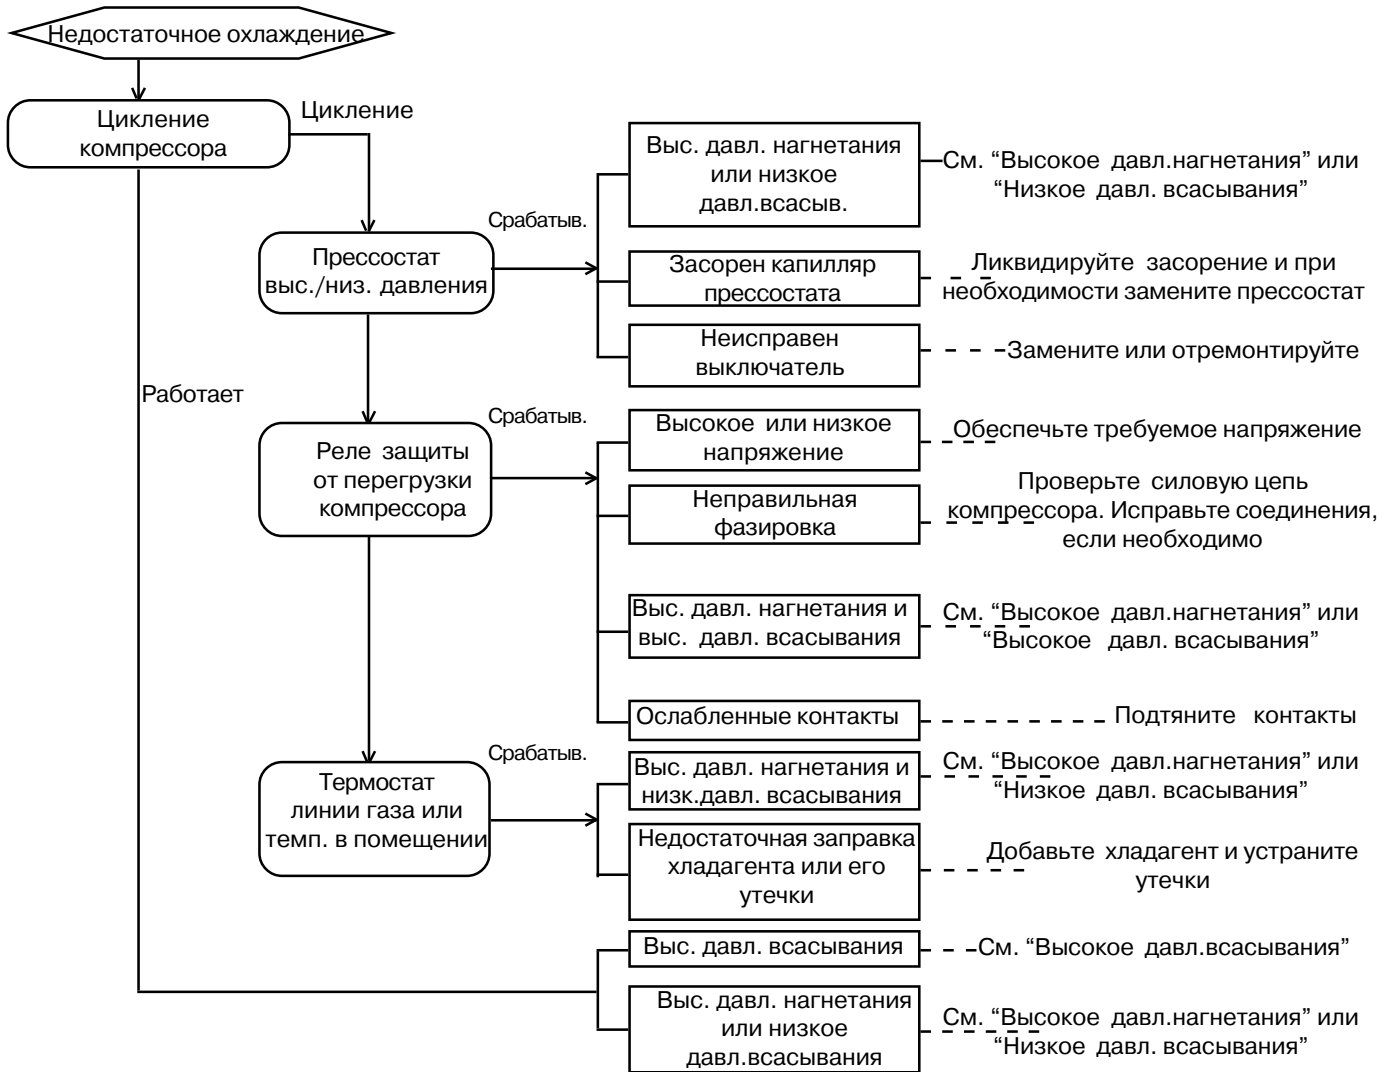 Недостаточное охлаждение
Цикление
компрессора
Цикление
Работает
Прессостат
выс./низ. давления
Срабатыв.
Выс. давл. нагнетания
или низкое
давл.всасыв.
См. “Высокое давл.нагнетания” или
“Низкое давл. всасывания”
Засорен капилляр
прессостата
Ликвидируйте засорение и при
необходимости замените прессостат
Неисправен
выключатель
Замените или отремонтируйте
Реле защиты
от перегрузки
компрессора
Срабатыв.
Высокое или низкое
напряжение
Обеспечьте требуемое напряжение
Неправильная
фазировка
Проверьте силовую цепь
компрессора. Исправьте соединения,
если необходимо
Выс. давл. нагнетания и
выс. давл. всасывания
См. “Высокое давл.нагнетания” или
“Высокое давл. всасывания”
Ослабленные контакты
Подтяните контакты
Термостат
линии газа или
темп. в помещении
Срабатыв.
Выс. давл. нагнетания и
низк.давл. всасывания
См. “Высокое давл.нагнетания” или
“Низкое давл. всасывания”
Недостаточная заправка
хладагента или его
утечки
Добавьте хладагент и устраните
утечки
Выс. давл. всасывания
См. “Высокое давл.всасывания”
Выс. давл. нагнетания
или низкое
давл.всасывания
См. “Высокое давл.нагнетания” или
“Низкое давл. всасывания”